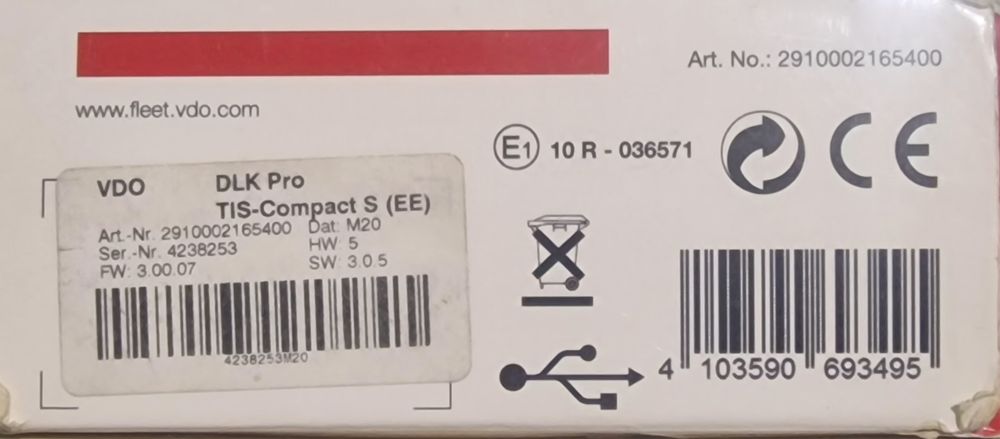 Art. No.: 2910002165400
www.fleet.vdo.com
E1 10 R - 036571
CE
VDO DLK Pro
TIS-Compact S (EE)
Art.-Nr. 2910002165400 Dat: M20
Ser.-Nr. 4238253 HW: 5
FW: 3.00.07 SW: 3.0.5
4238253M20
4 103590 693495